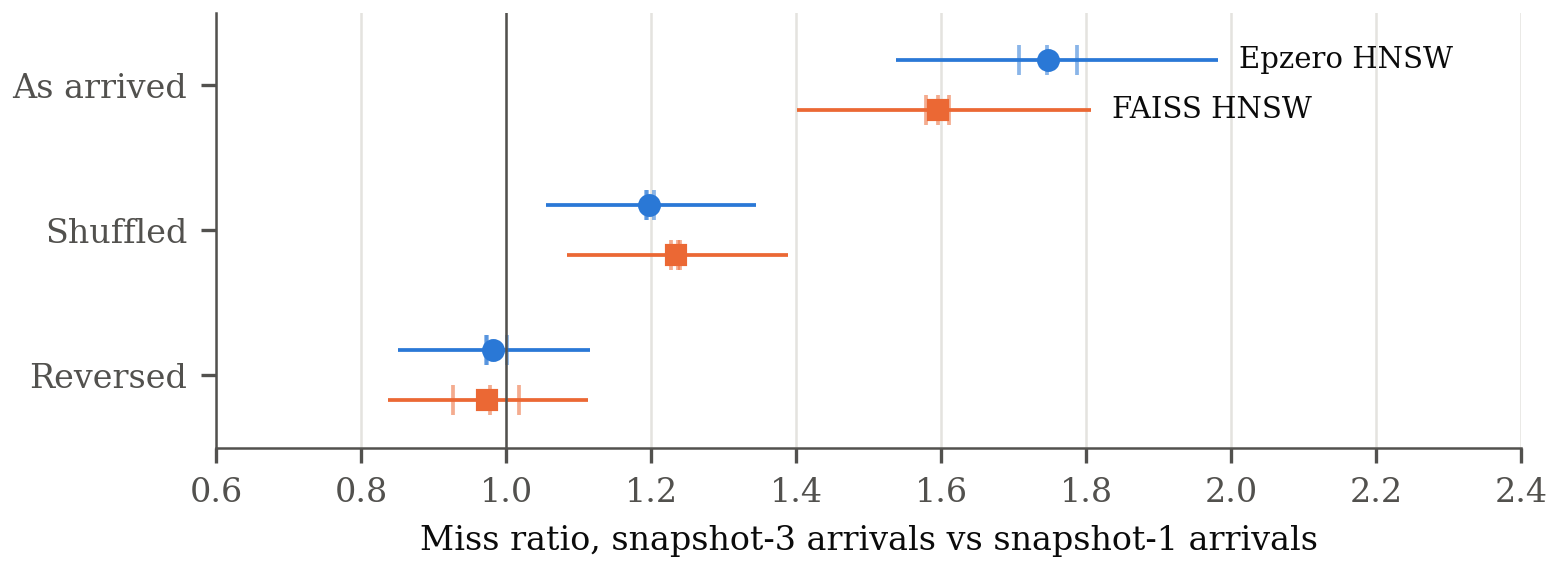 Epzero HNSW
As arrived
FAISS HNSW
Shuffled
Reversed
0.6 0.8 1.0 1.2 1.4 1.6 1.8 2.0 2.2 2.4
Miss ratio, snapshot-3 arrivals vs snapshot-1 arrivals